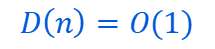 D(n) = O(1)